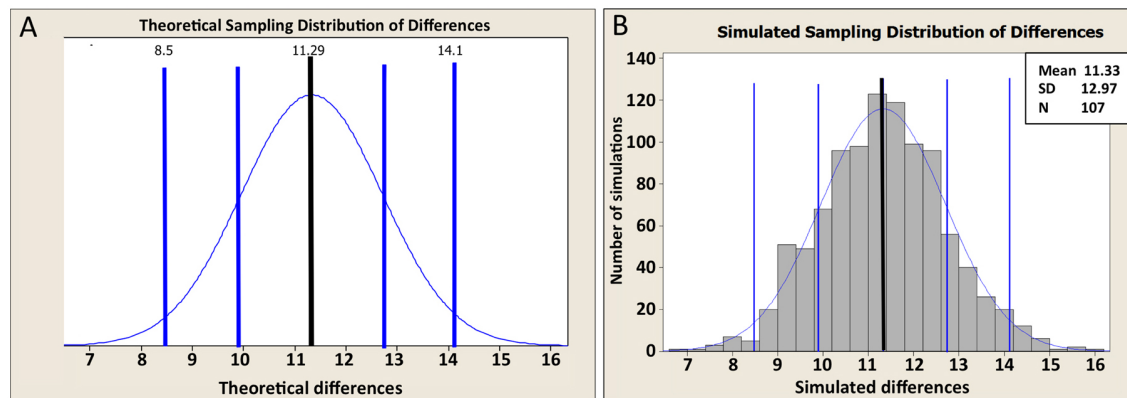 A
Theoretical Sampling Distribution of Differences
8.5 11.29 14.1
7 8 9 10 11 12 13 14 15 16
Theoretical differences
B
Simulated Sampling Distribution of Differences
Mean 11.33
SD 12.97
N 107
Number of simulations
140
120
100
80
60
40
20
0
7 8 9 10 11 12 13 14 15 16
Simulated differences